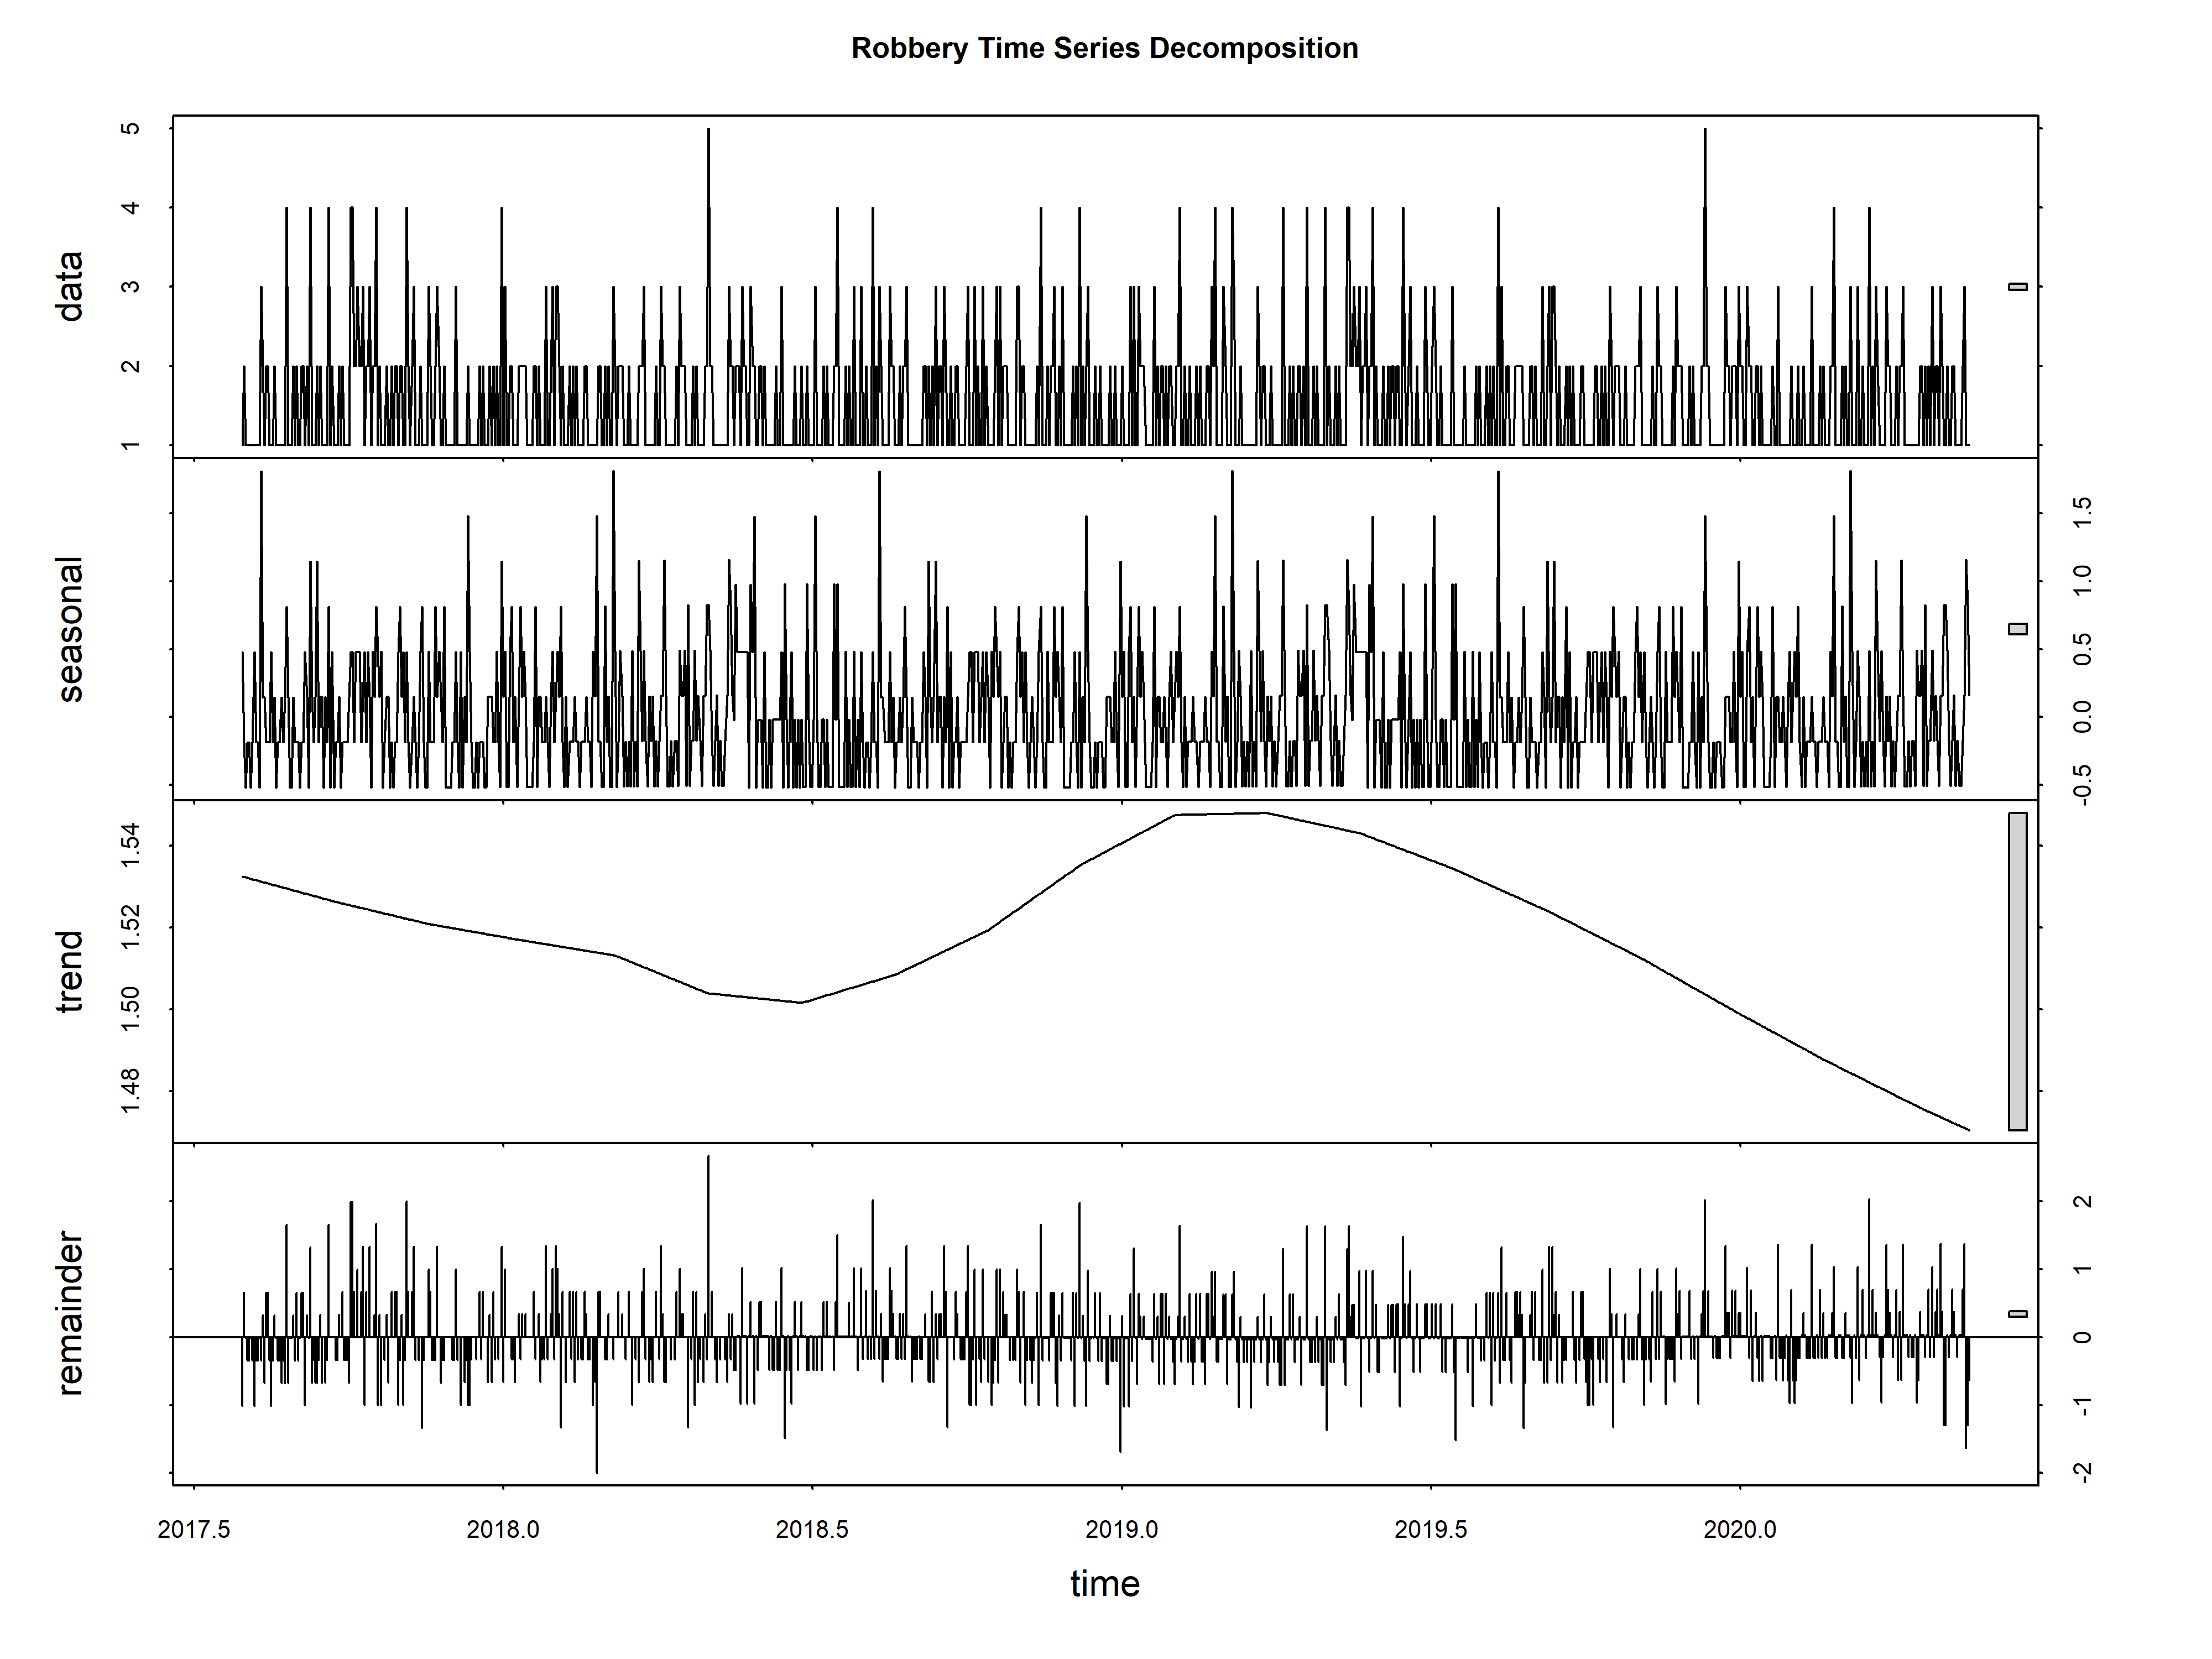 Robbery Time Series Decomposition
data
1 2 3 4 5
seasonal
-0.5 0.0 0.5 1.0 1.5
trend
1.48 1.50 1.52 1.54
remainder
-2 -1 0 1 2
2017.5 2018.0 2018.5 2019.0 2019.5 2020.0
time